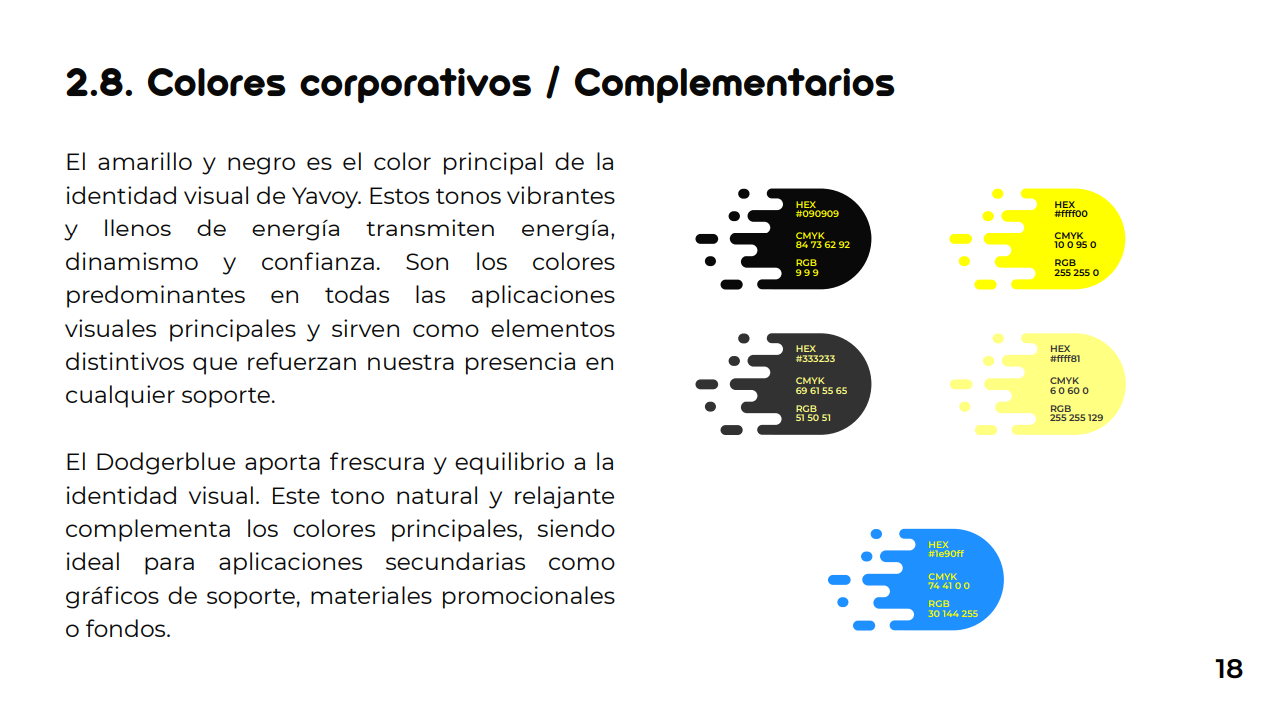 2.8. Colores corporativos / Complementarios
El amarillo y negro es el color principal de la
identidad visual de Yavoy. Estos tonos vibrantes
y llenos de energía transmiten energía,
dinamismo y confianza. Son los colores
predominantes en todas las aplicaciones
visuales principales y sirven como elementos
distintivos que refuerzan nuestra presencia en
cualquier soporte.
El Dodgerblue aporta frescura y equilibrio a la
identidad visual. Este tono natural y relajante
complementa los colores principales, siendo
ideal para aplicaciones secundarias como
gráficos de soporte, materiales promocionales
o fondos.
HEX
#090909
CMYK
84 73 62 92
RGB
9 9 9
HEX
#ffff00
CMYK
10 0 95 0
RGB
255 255 0
HEX
#333233
CMYK
69 61 55 65
RGB
51 50 51
HEX
#ffff81
CMYK
6 0 60 0
RGB
255 255 129
HEX
#1e90ff
CMYK
74 41 0 0
RGB
30 144 255
18